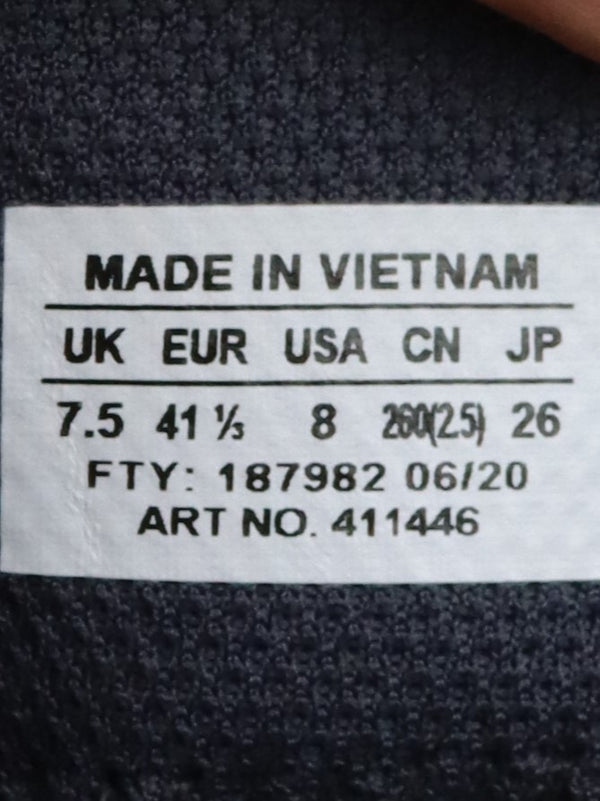 MADE IN VIETNAM
UK EUR USA CN JP
7.5 41 ⅓ 8 260(2.5) 26
FTY: 187982 06/20
ART NO. 411446